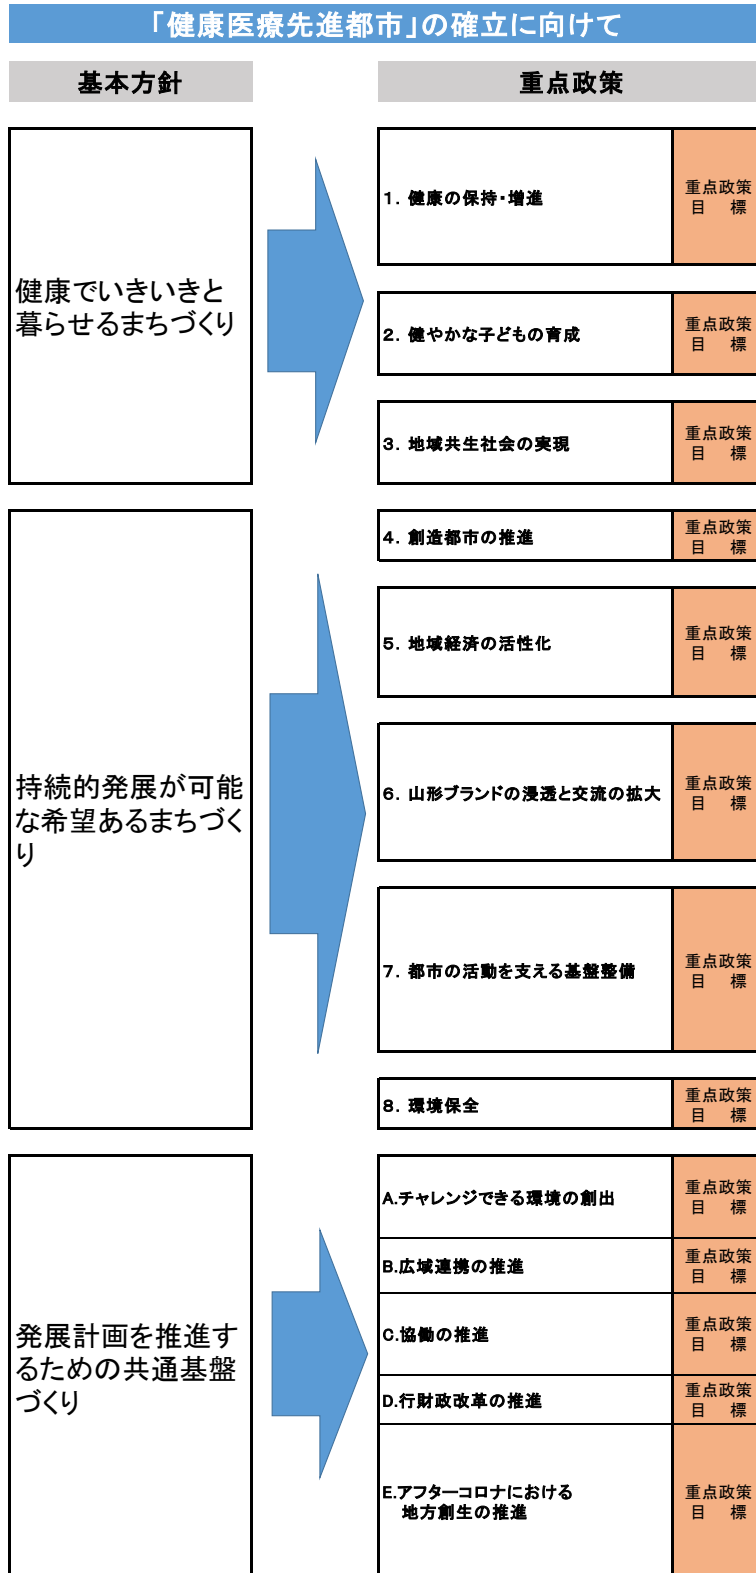 「健康医療先進都市」の確立に向けて
基本方針
重点政策
健康でいきいきと
暮らせるまちづくり
1. 健康の保持・増進
重点政策
目 標
2. 健やかな子どもの育成
重点政策
目 標
3. 地域共生社会の実現
重点政策
目 標
持続的発展が可能
な希望あるまちづく
り
4. 創造都市の推進
重点政策
目 標
5. 地域経済の活性化
重点政策
目 標
6. 山形ブランドの浸透と交流の拡大
重点政策
目 標
7. 都市の活動を支える基盤整備
重点政策
目 標
8. 環境保全
重点政策
目 標
発展計画を推進す
るための共通基盤
づくり
A.チャレンジできる環境の創出
重点政策
目 標
B.広域連携の推進
重点政策
目 標
C.協働の推進
重点政策
目 標
D.行財政改革の推進
重点政策
目 標
E.アフターコロナにおける
地方創生の推進
重点政策
目 標